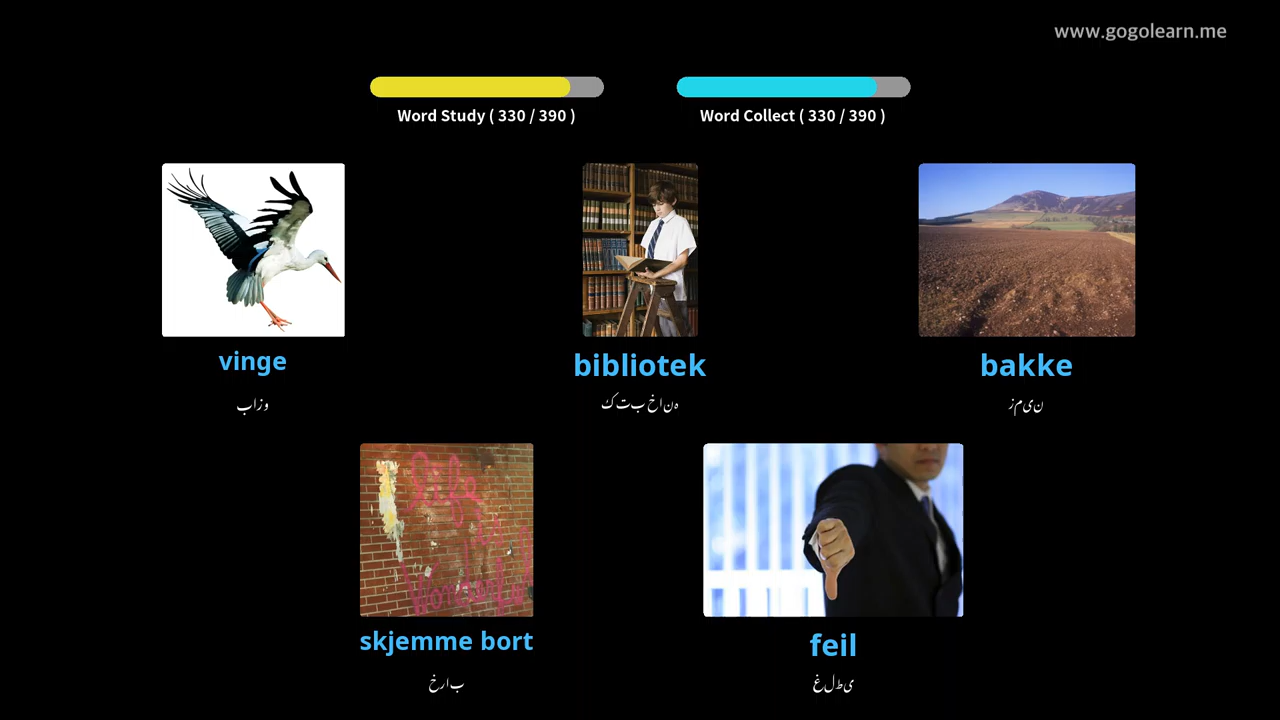 www.gogolearn.me
Word Study ( 330 / 390 )
Word Collect ( 330 / 390 )
vinge
bibliotek
bakke
بازو
کتب خانہ
زمین
skjemme bort
feil
خراب
غلطی